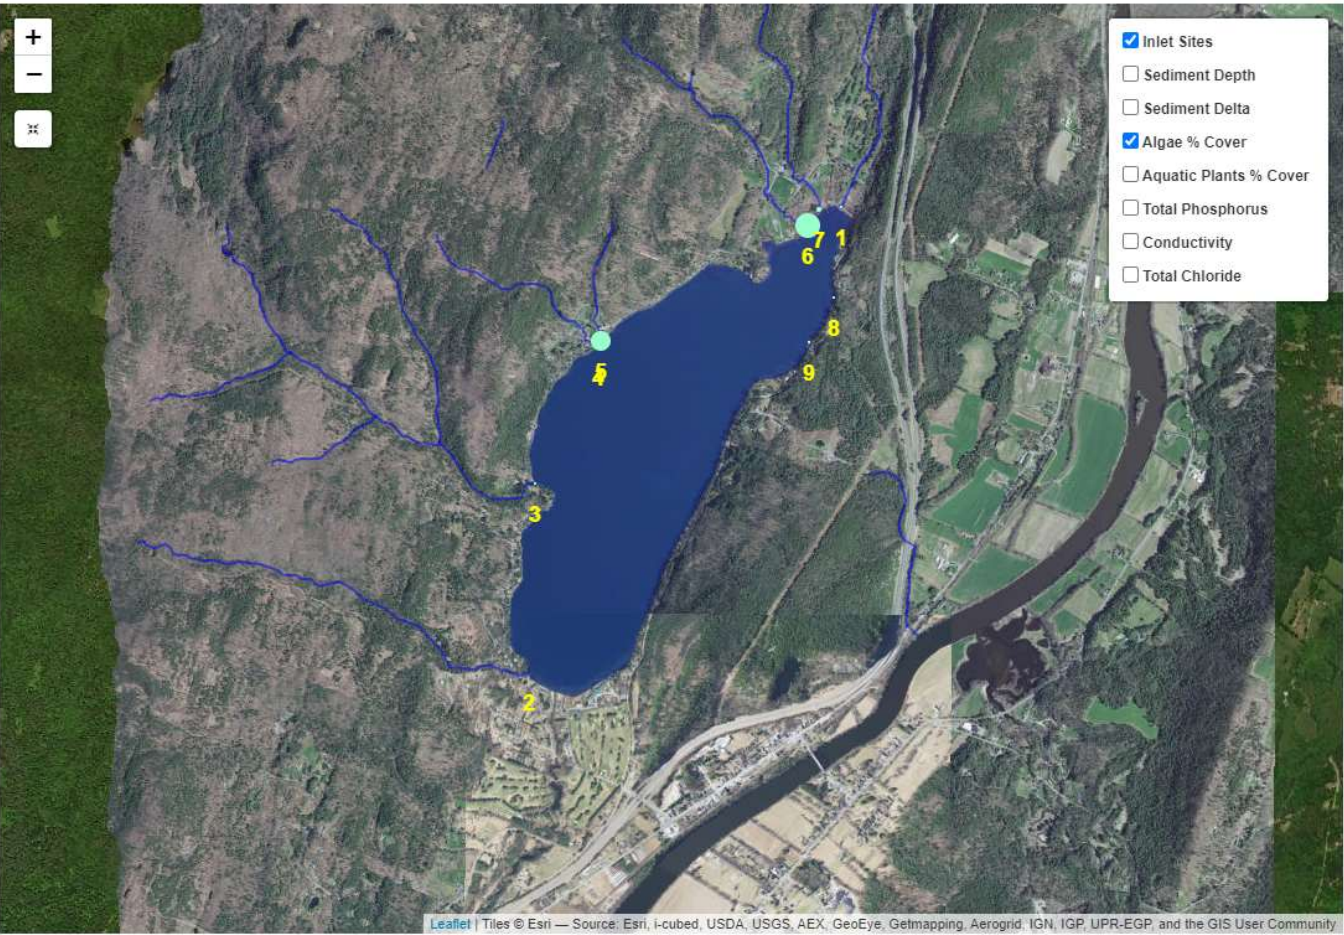 +
−
Inlet Sites
Sediment Depth
Sediment Delta
Algae % Cover
Aquatic Plants % Cover
Total Phosphorus
Conductivity
Total Chloride
7 1
6
8
5
4
9
3
2
Leaflet | Tiles © Esri — Source: Esri, i-cubed, USDA, USGS, AEX, GeoEye, Getmapping, Aerogrid, IGN, IGP, UPR-EGP, and the GIS User Community